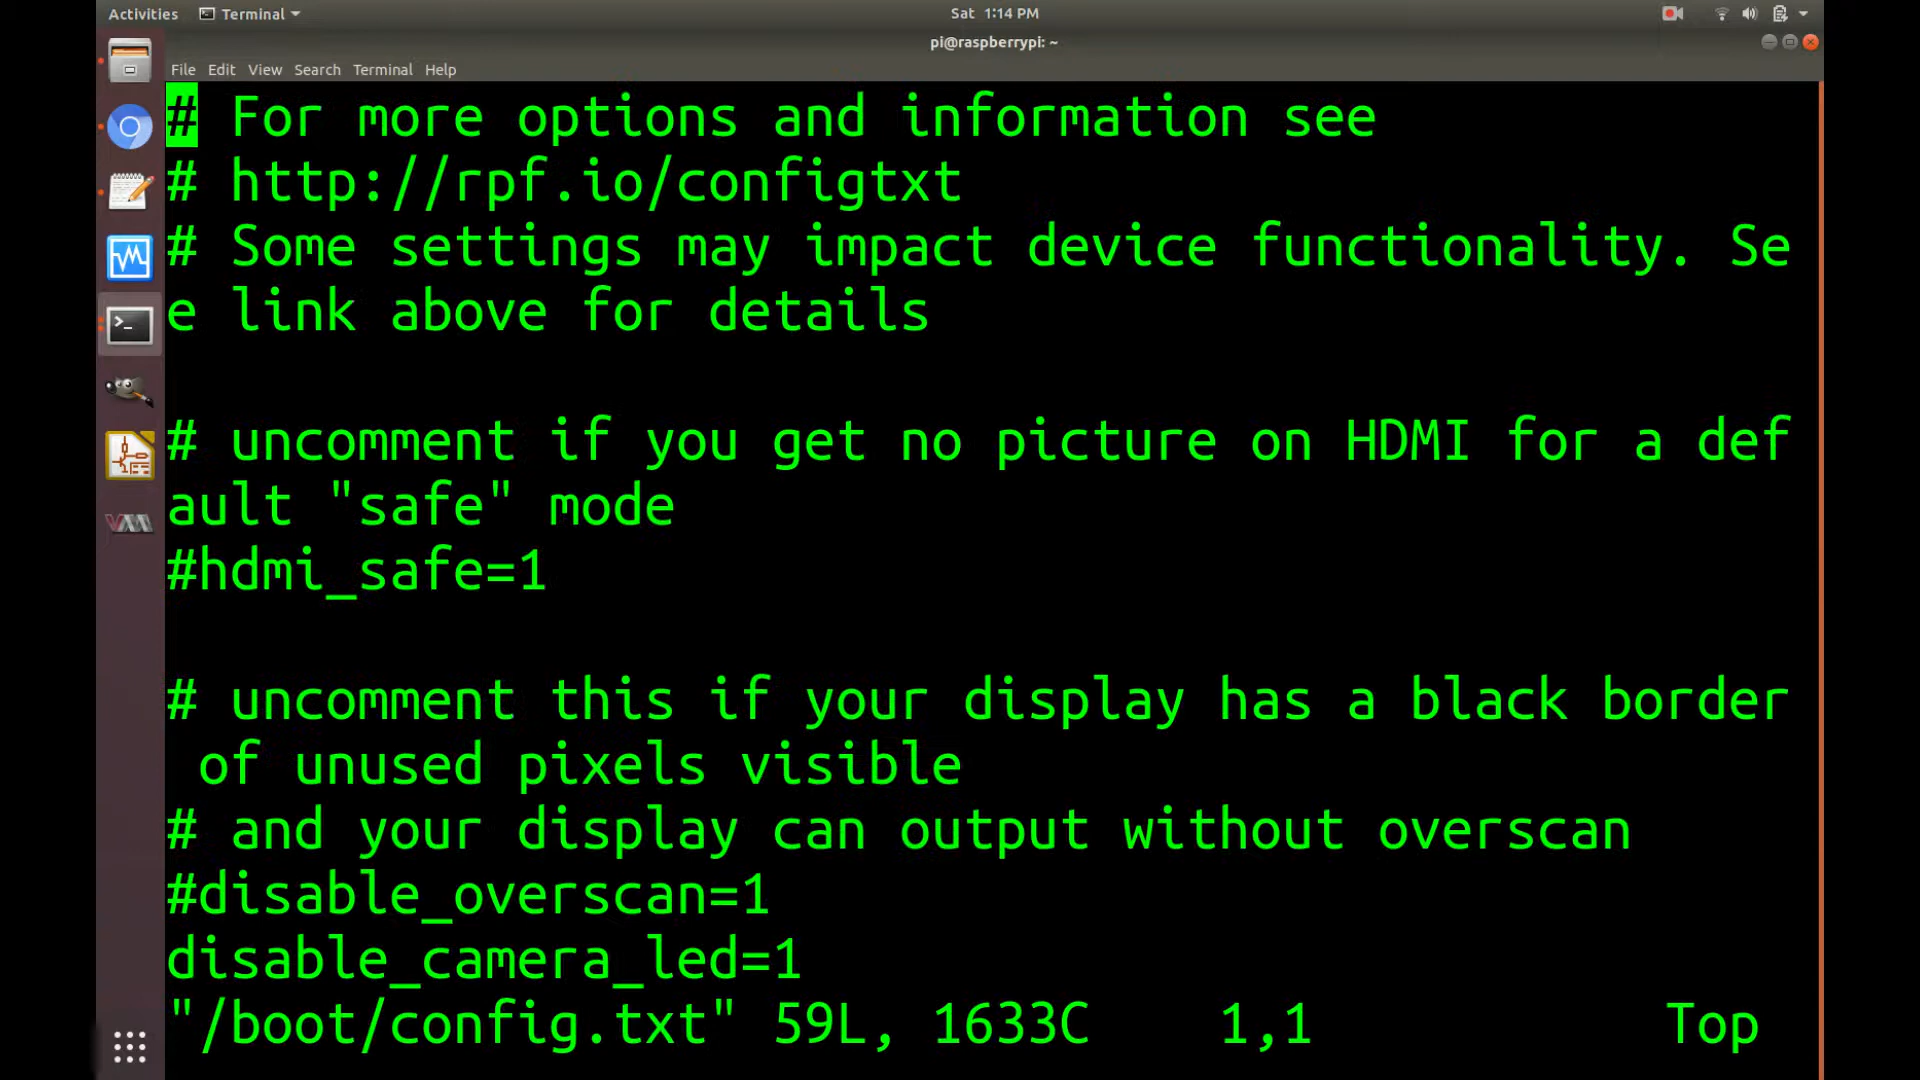 Activities Terminal Sat 1:14 PM
pi@raspberrypi: ~
File Edit View Search Terminal Help
# For more options and information see
# http://rpf.io/configtxt
# Some settings may impact device functionality. Se
e link above for details
# uncomment if you get no picture on HDMI for a def
ault "safe" mode
#hdmi_safe=1
# uncomment this if your display has a black border
 of unused pixels visible
# and your display can output without overscan
#disable_overscan=1
disable_camera_led=1
"/boot/config.txt" 59L, 1633C 1,1 Top